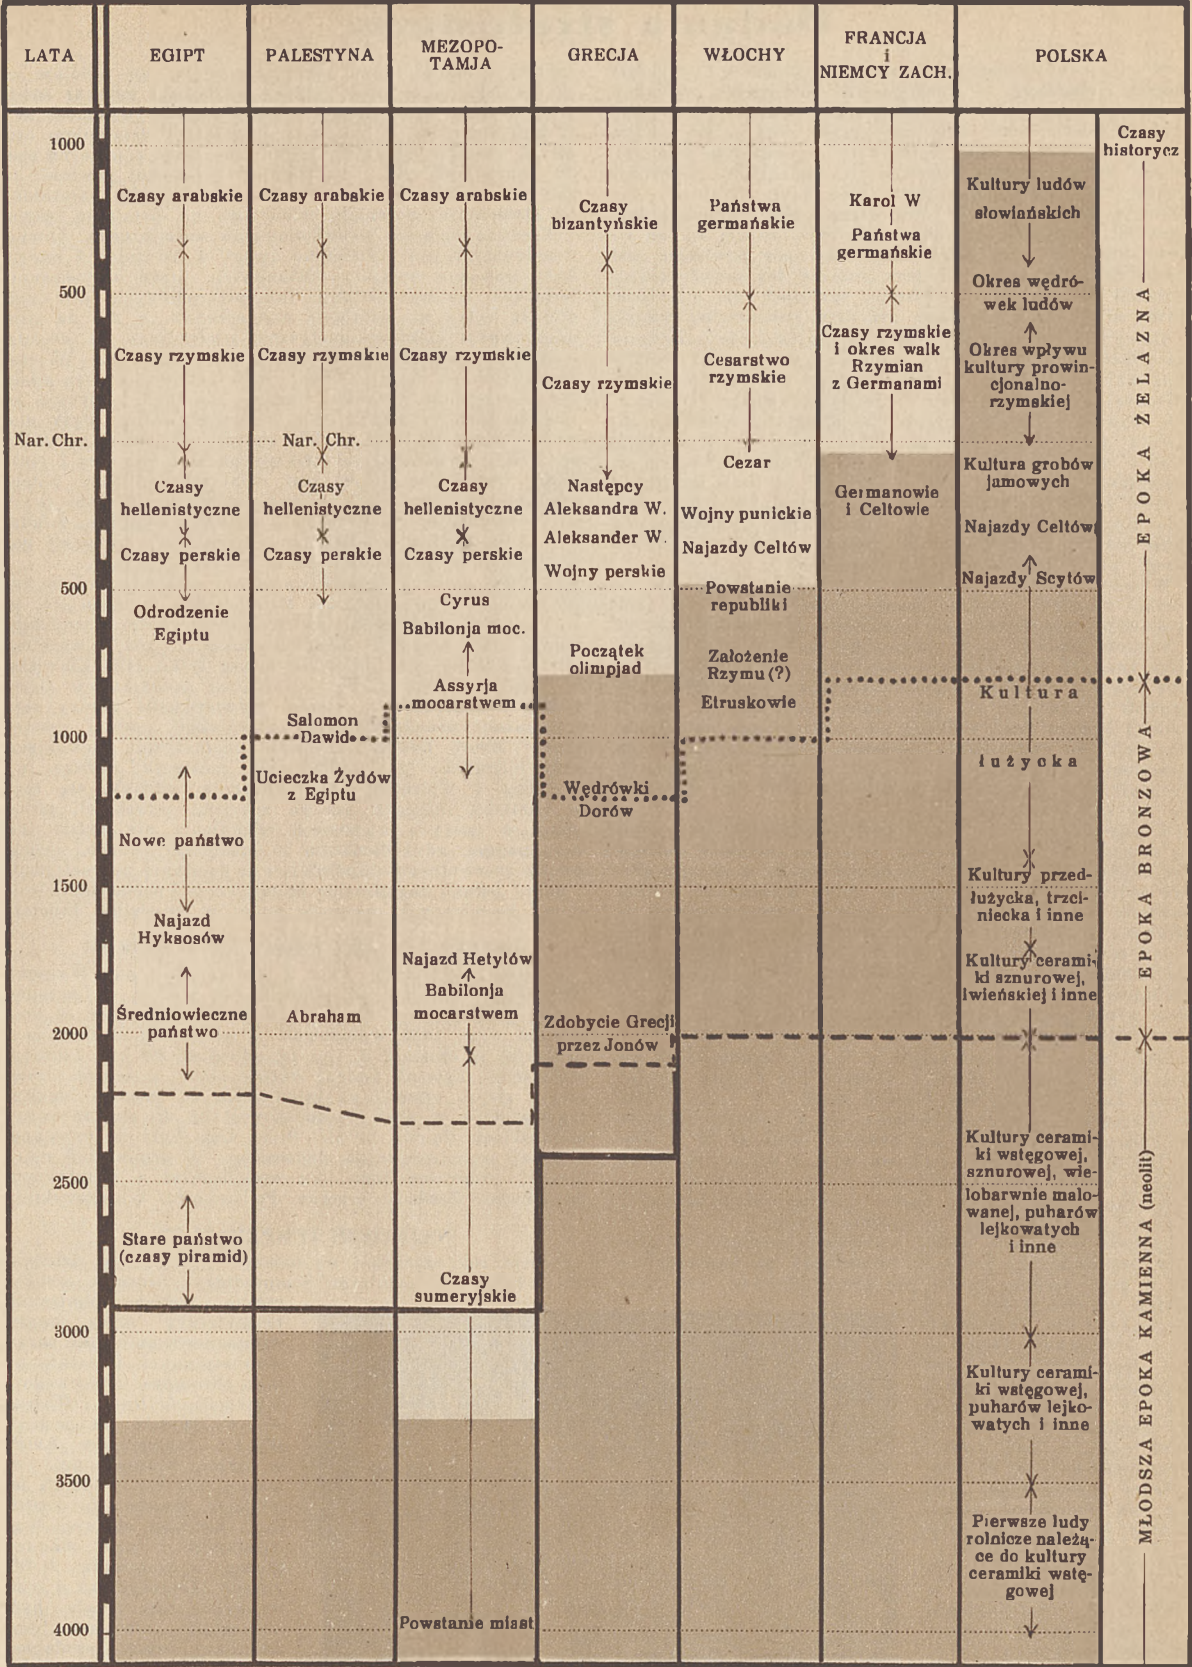 LATA
EGIPT
PALESTYNA
MEZOPO-
TAMJA
GRECJA
WŁOCHY
FRANCJA
i
NIEMCY ZACH.
POLSKA
1000
500
Nar. Chr.
500
1000
1500
2000
2500
3000
3500
4000
Czasy arabskie
Czasy rzymskie
Czasy
hellenistyczne
Czasy perskie
Odrodzenie
Egiptu
Nowe państwo
Najazd
Hyksosów
Średniowieczne
państwo
Stare państwo
(czasy piramid)
Czasy arabskie
Czasy rzymskie
Nar. Chr.
Czasy
hellenistyczne
Czasy perskie
Salomon
Dawid
Ucieczka Żydów
z Egiptu
Abraham
Czasy arabskie
Czasy rzymskie
Czasy
hellenistyczne
Czasy perskie
Cyrus
Babilonja moc.
Assyrja
mocarstwem
Najazd Hetytów
Babilonja
mocarstwem
Czasy
sumeryjskie
Powstanie miast
Czasy
bizantyńskie
Czasy rzymskie
Następcy
Aleksandra W.
Aleksander W.
Wojny perskie
Początek
olimpjad
Wędrówki
Dorów
Zdobycie Grecji
przez Jonów
Państwa
germańskie
Cesarstwo
rzymskie
Cezar
Wojny punickie
Najazdy Celtów
Powstanie
republiki
Założenie
Rzymu (?)
Etruskowie
Karol W
Państwa
germańskie
Czasy rzymskie
i okres walk
Rzymian
z Germanami
Germanowie
i Celtowie
Kultury ludów
słowiańskich
Okres wędró-
wek ludów
Okres wpływu
kultury prowin-
cjonalno-
rzymskiej
Kultura grobów
jamowych
Najazdy Celtów
Najazdy Scytów
Kultura
łużycka
Kultury przed-
łużycka, trzci-
niecka i inne
Kultury cerami-
ki sznurowej,
iwieńskiej i inne
Kultury cerami-
ki wstęgowej,
sznurowej, wie-
lobarwnie malo-
wanej, puharów
lejkowatych
i inne
Kultury cerami-
ki wstęgowej,
puharów lejko-
watych i inne
Pierwsze ludy
rolnicze należą-
ce do kultury
ceramiki wstę-
gowej
Czasy
historycz
EPOKA ŻELAZNA
EPOKA BRONZOWA
MŁODSZA EPOKA KAMIENNA (neolit)